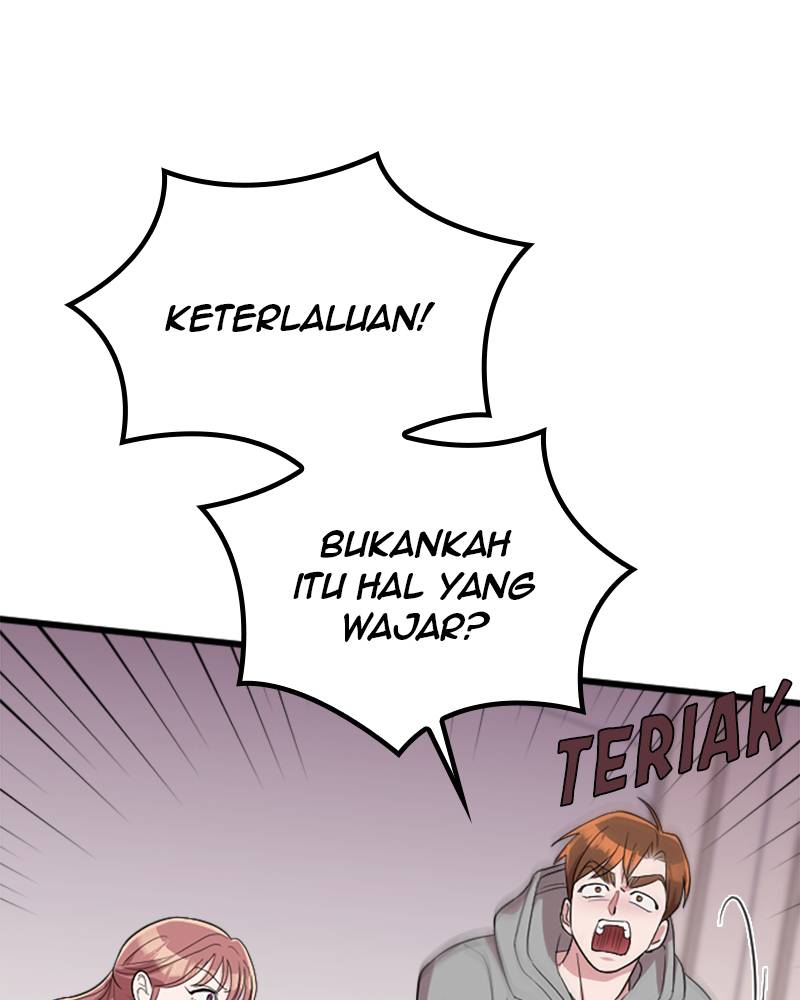 KETERLALUAN!
BUKANKAH
ITU HAL YANG
WAJAR?
TERIAK